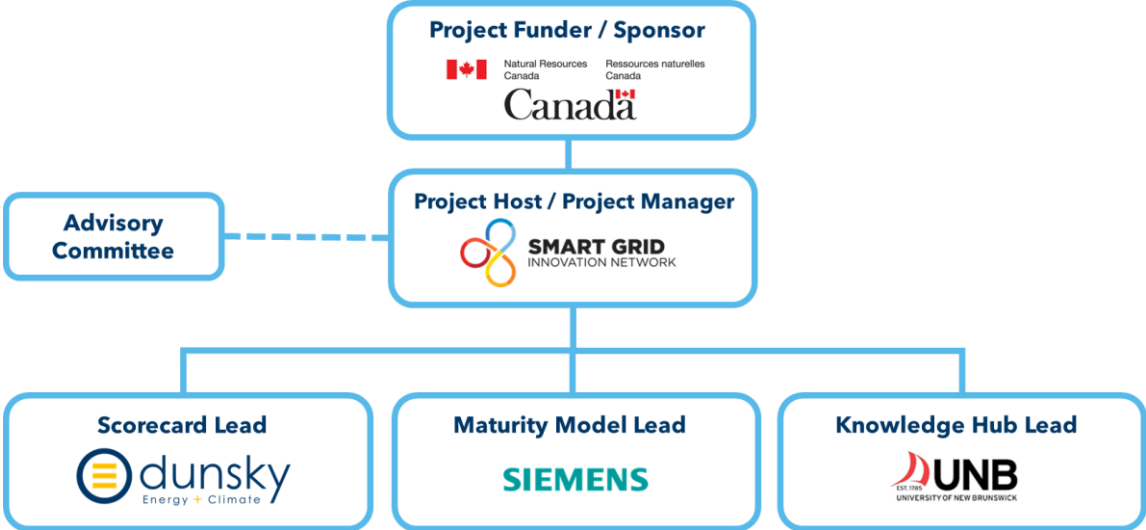 Project Funder / Sponsor
Natural Resources Canada
Ressources naturelles Canada
Canada
Project Host / Project Manager
SMART GRID
INNOVATION NETWORK
Advisory
Committee
Scorecard Lead
dunsky
Energy + Climate
Maturity Model Lead
SIEMENS
Knowledge Hub Lead
UNB
EST. 1785
UNIVERSITY OF NEW BRUNSWICK